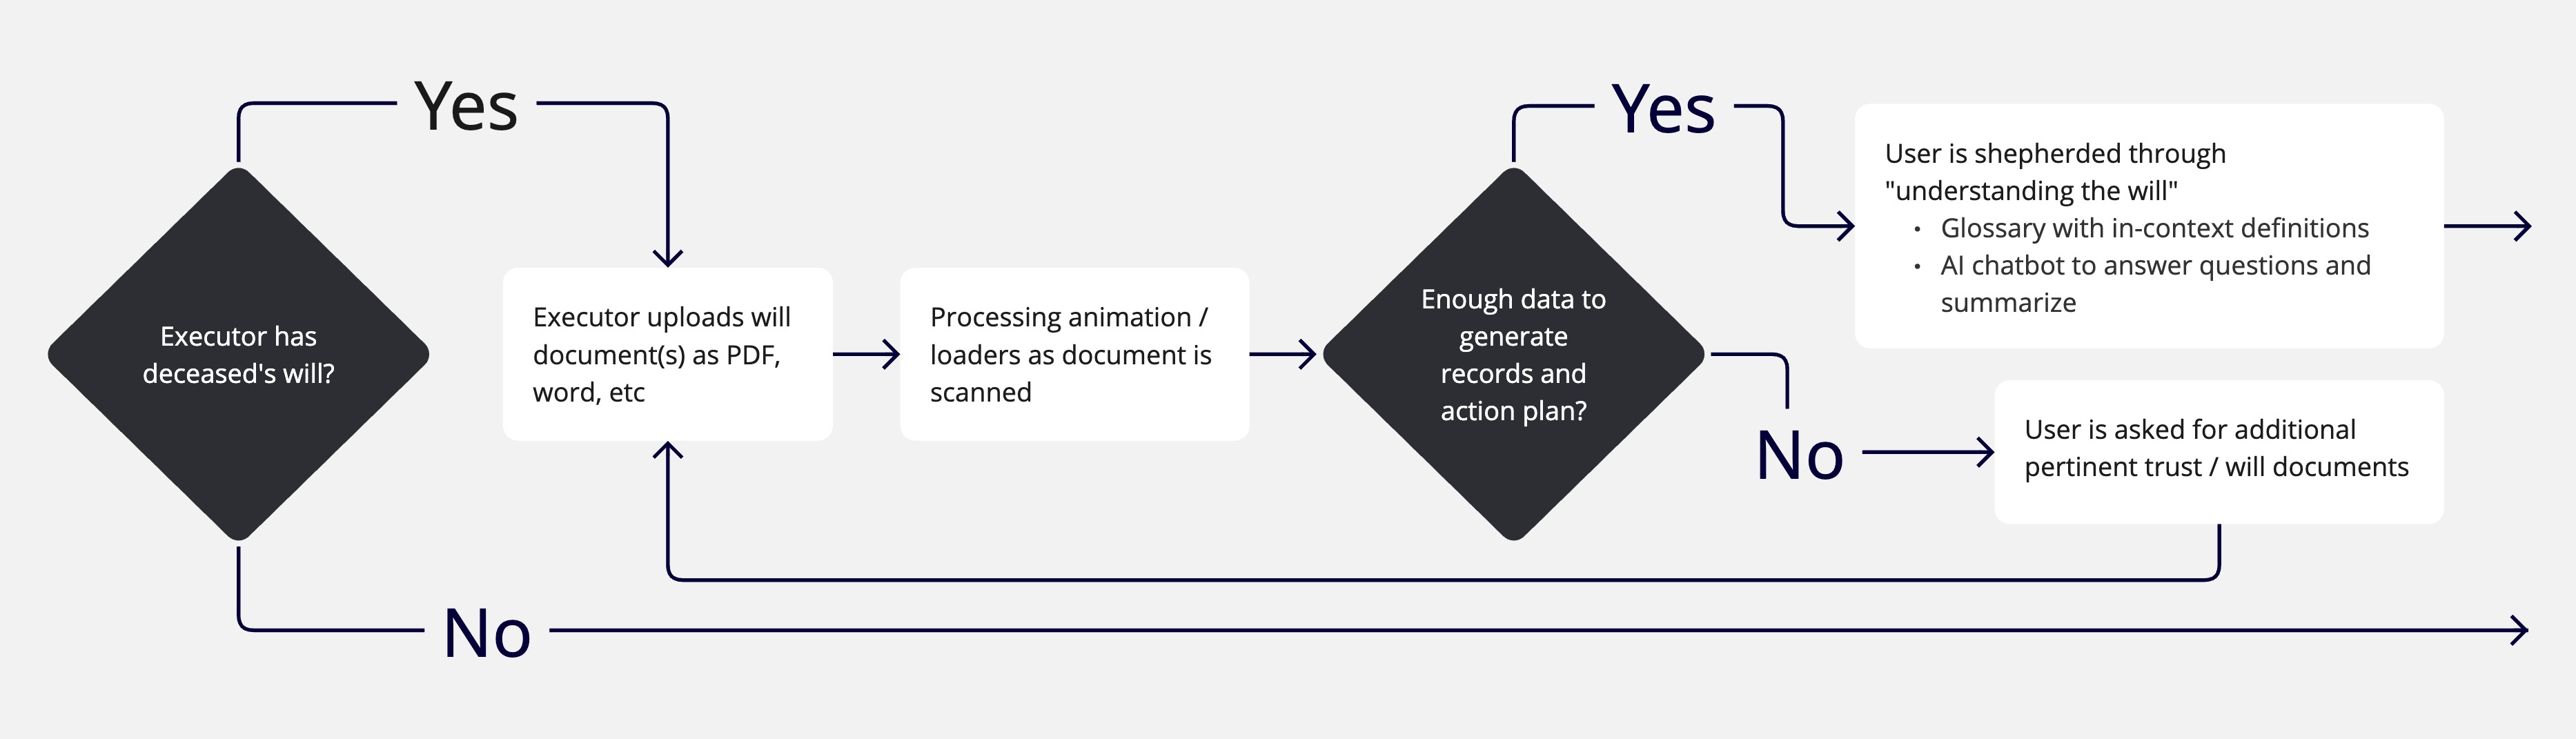 Yes
Executor has
deceased's will?
No
Executor uploads will
document(s) as PDF,
word, etc
Processing animation /
loaders as document is
scanned
Enough data to
generate
records and
action plan?
Yes
User is shepherded through
"understanding the will"
• Glossary with in-context definitions
• AI chatbot to answer questions and
summarize
No
User is asked for additional
pertinent trust / will documents